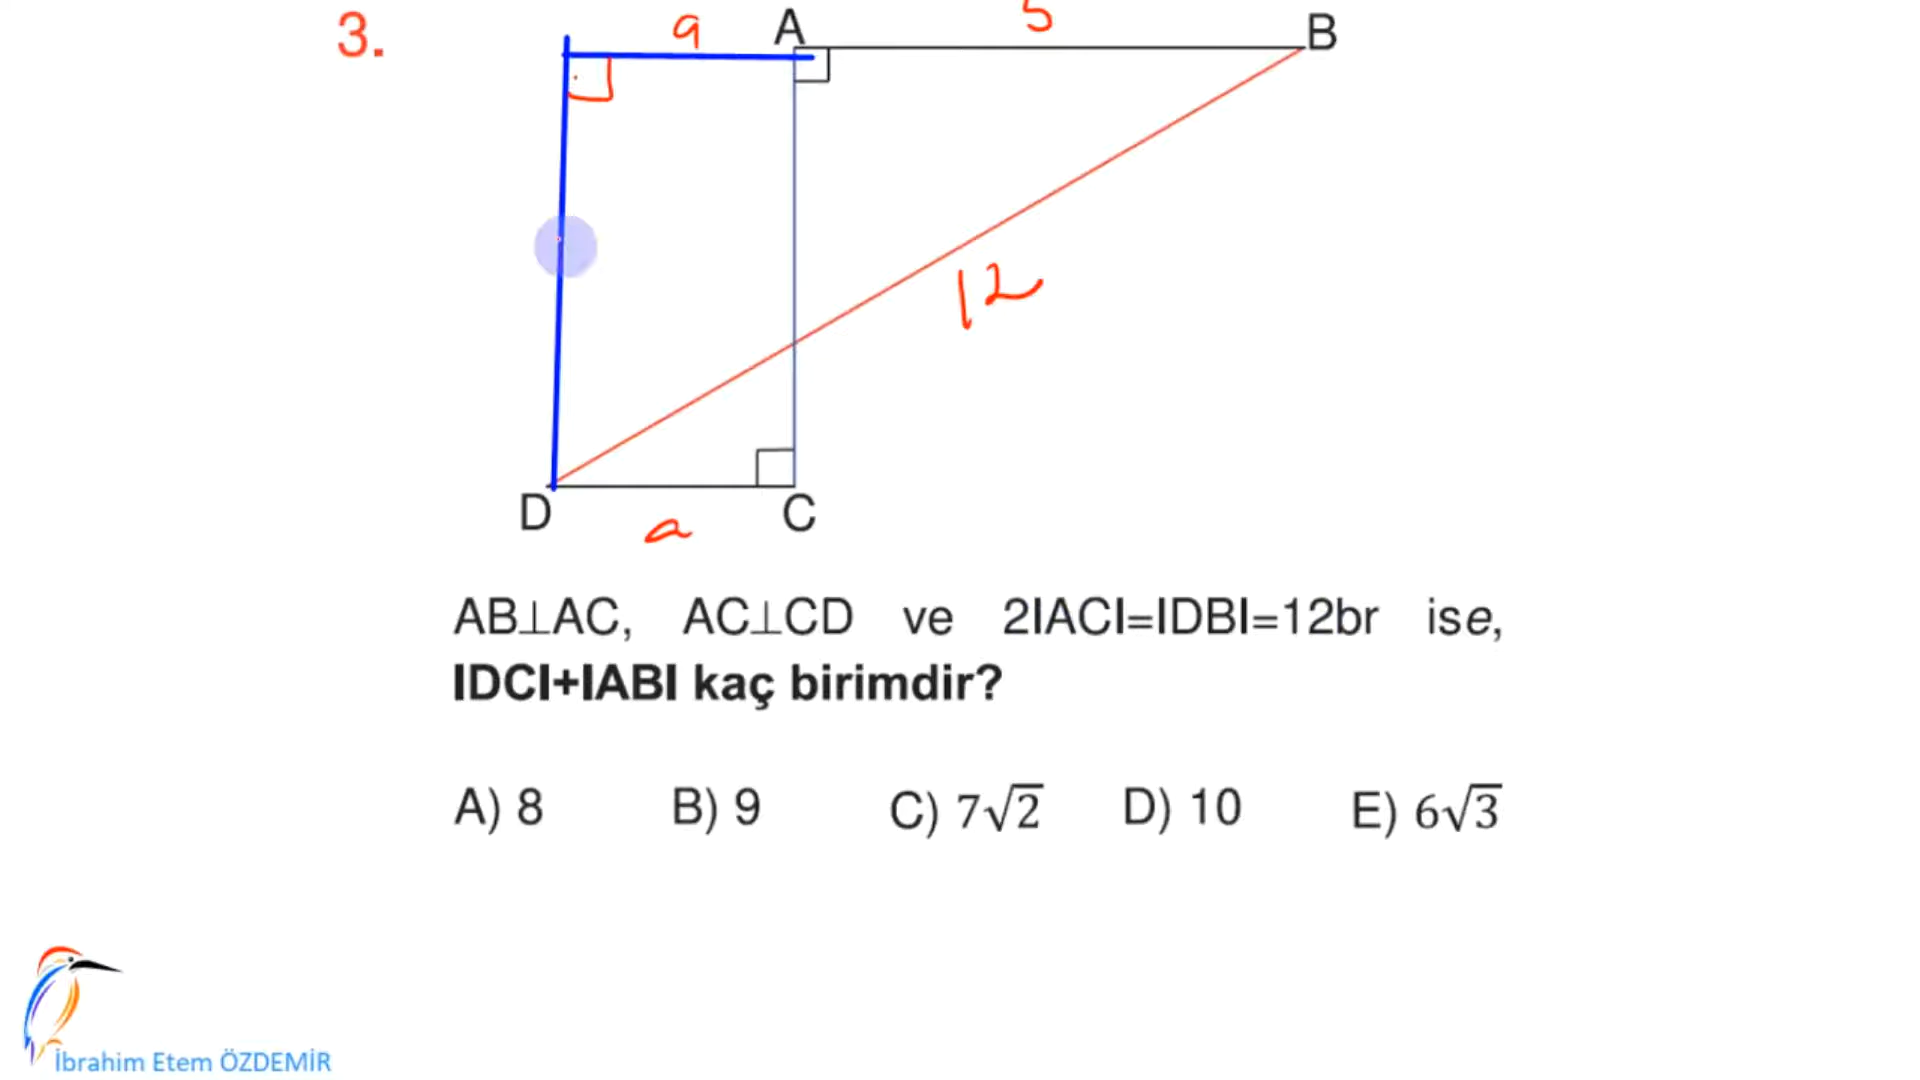 3.
a
A
5
B
12
D
C
a
AB⊥AC, AC⊥CD ve 2IACI=IDBI=12br ise,
IDCI+IABI kaç birimdir?
A) 8 B) 9 C) 7√2 D) 10 E) 6√3
İbrahim Etem ÖZDEMİR